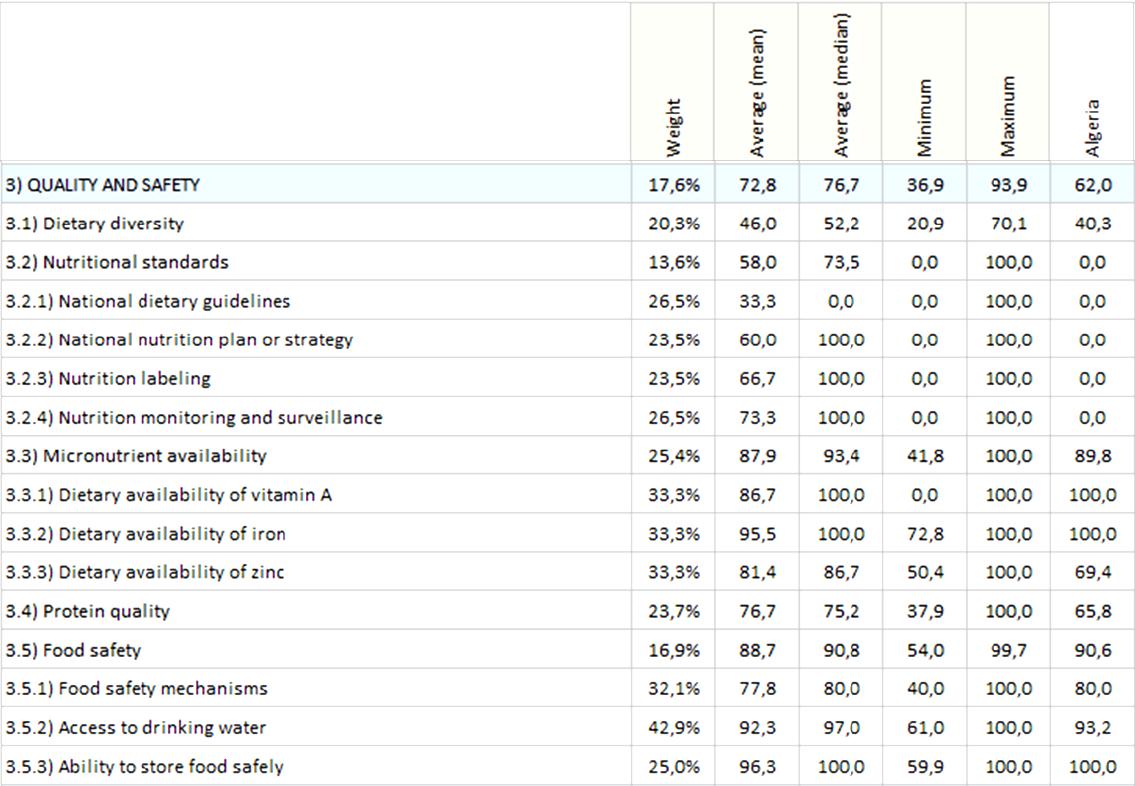 Weight Average (mean) Average (median) Minimum Maximum Algeria
3) QUALITY AND SAFETY 17,6% 72,8 76,7 36,9 93,9 62,0
3.1) Dietary diversity 20,3% 46,0 52,2 20,9 70,1 40,3
3.2) Nutritional standards 13,6% 58,0 73,5 0,0 100,0 0,0
3.2.1) National dietary guidelines 26,5% 33,3 0,0 0,0 100,0 0,0
3.2.2) National nutrition plan or strategy 23,5% 60,0 100,0 0,0 100,0 0,0
3.2.3) Nutrition labeling 23,5% 66,7 100,0 0,0 100,0 0,0
3.2.4) Nutrition monitoring and surveillance 26,5% 73,3 100,0 0,0 100,0 0,0
3.3) Micronutrient availability 25,4% 87,9 93,4 41,8 100,0 89,8
3.3.1) Dietary availability of vitamin A 33,3% 86,7 100,0 0,0 100,0 100,0
3.3.2) Dietary availability of iron 33,3% 95,5 100,0 72,8 100,0 100,0
3.3.3) Dietary availability of zinc 33,3% 81,4 86,7 50,4 100,0 69,4
3.4) Protein quality 23,7% 76,7 75,2 37,9 100,0 65,8
3.5) Food safety 16,9% 88,7 90,8 54,0 99,7 90,6
3.5.1) Food safety mechanisms 32,1% 77,8 80,0 40,0 100,0 80,0
3.5.2) Access to drinking water 42,9% 92,3 97,0 61,0 100,0 93,2
3.5.3) Ability to store food safely 25,0% 96,3 100,0 59,9 100,0 100,0